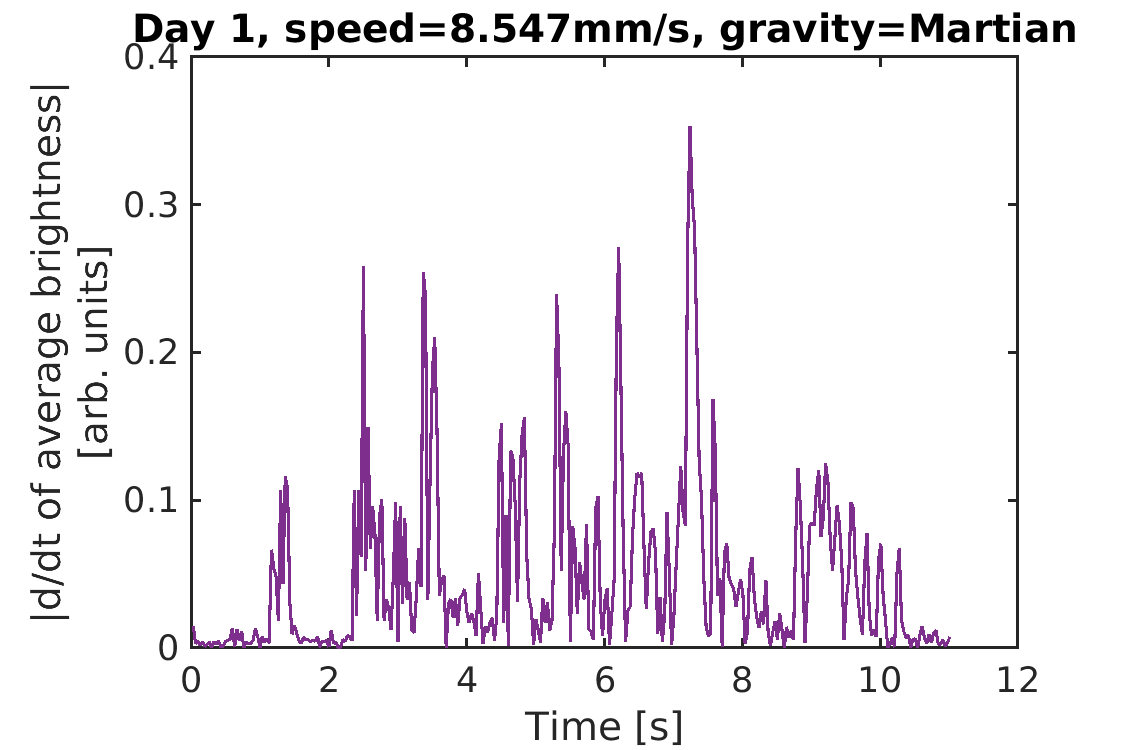 Day 1, speed=8.547mm/s, gravity=Martian
|d/dt of average brightness|
[arb. units]
0.4
0.3
0.2
0.1
0
0 2 4 6 8 10 12
Time [s]